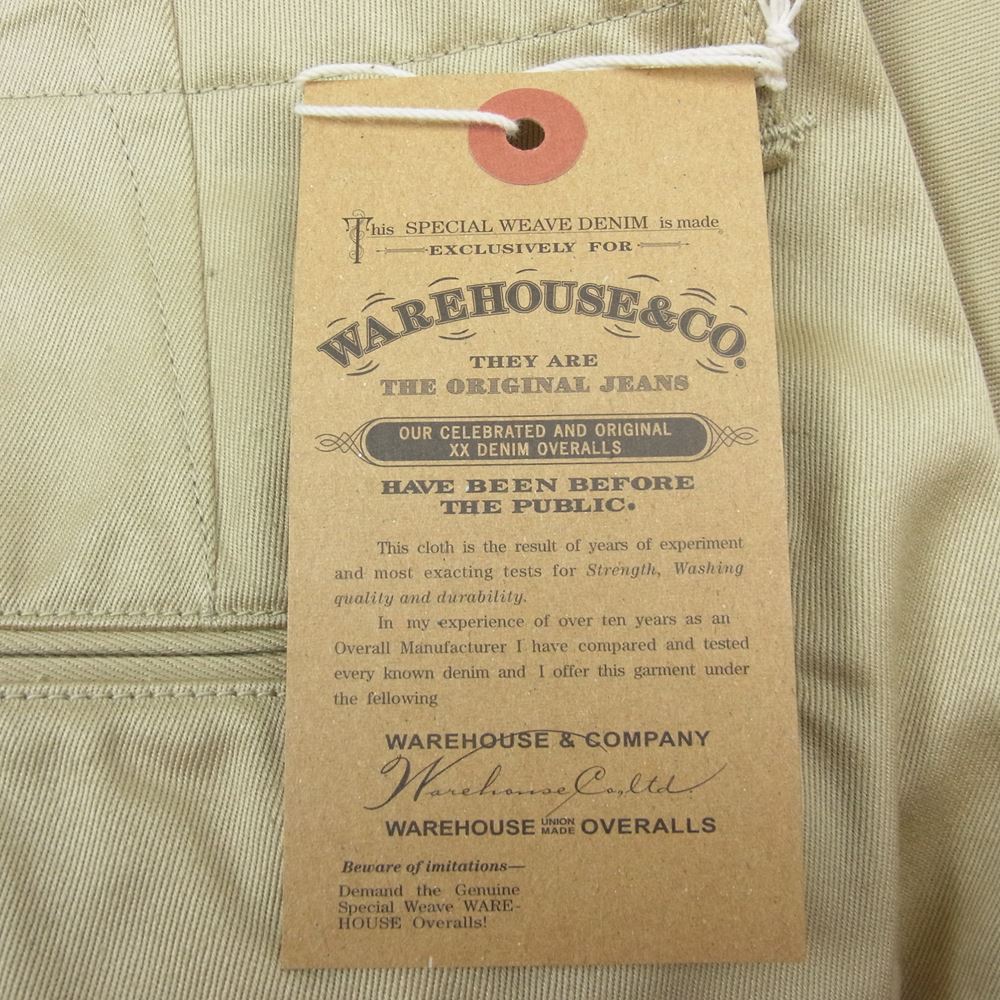 This SPECIAL WEAVE DENIM is made
EXCLUSIVELY FOR
WAREHOUSE&CO.
THEY ARE
THE ORIGINAL JEANS
OUR CELEBRATED AND ORIGINAL
XX DENIM OVERALLS
HAVE BEEN BEFORE
THE PUBLIC.
This cloth is the result of years of experiment
and most exacting tests for Strength, Washing
quality and durability.
In my experience of over ten years as an
Overall Manufacturer I have compared and tested
every known denim and I offer this garment under
the fellowing
WAREHOUSE & COMPANY
Warehouse Co,,ltd.
WAREHOUSE UNION MADE OVERALLS
Beware of imitations—
Demand the Genuine
Special Weave WARE-
HOUSE Overalls!